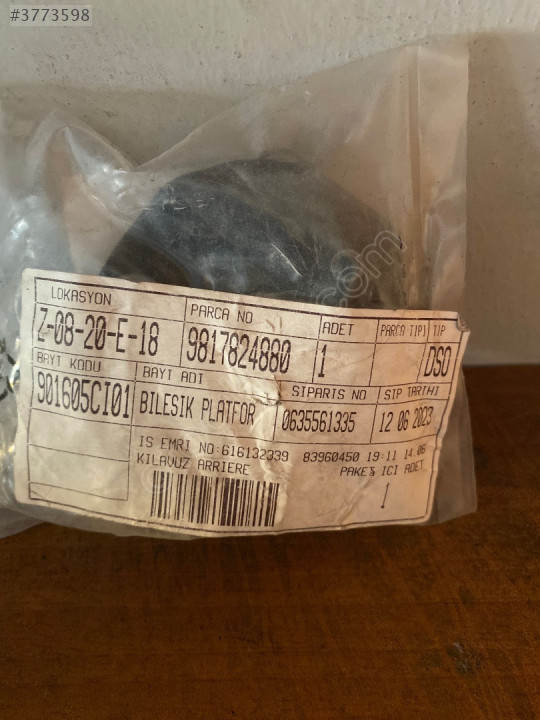 #3773598
LOKASYON
PARCA NO
ADET
PARCA TIPI
TIP
Z-08-20-E-18
9817824880
1
DSO
BAYT KODU
BAYI ADI
SIPARIS NO
SIP TARIHI
901605CI01
BILESIK PLATFOR
0635561335
12 06 2023
IS EMRI NO:616132339 83960450 19:11 14.06
KILAVUZ ARRIERE
PAKET ICI ADET
1
.com